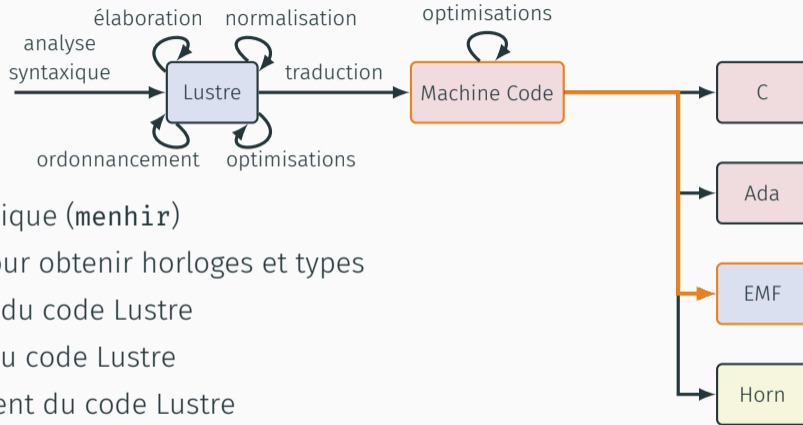 élaboration
normalisation
optimisations
analyse
syntaxique
Lustre
traduction
Machine Code
C
ordonnancement
optimisations
Ada
ique (menhir)
our obtenir horloges et types
EMF
du code Lustre
u code Lustre
Horn
ent du code Lustre